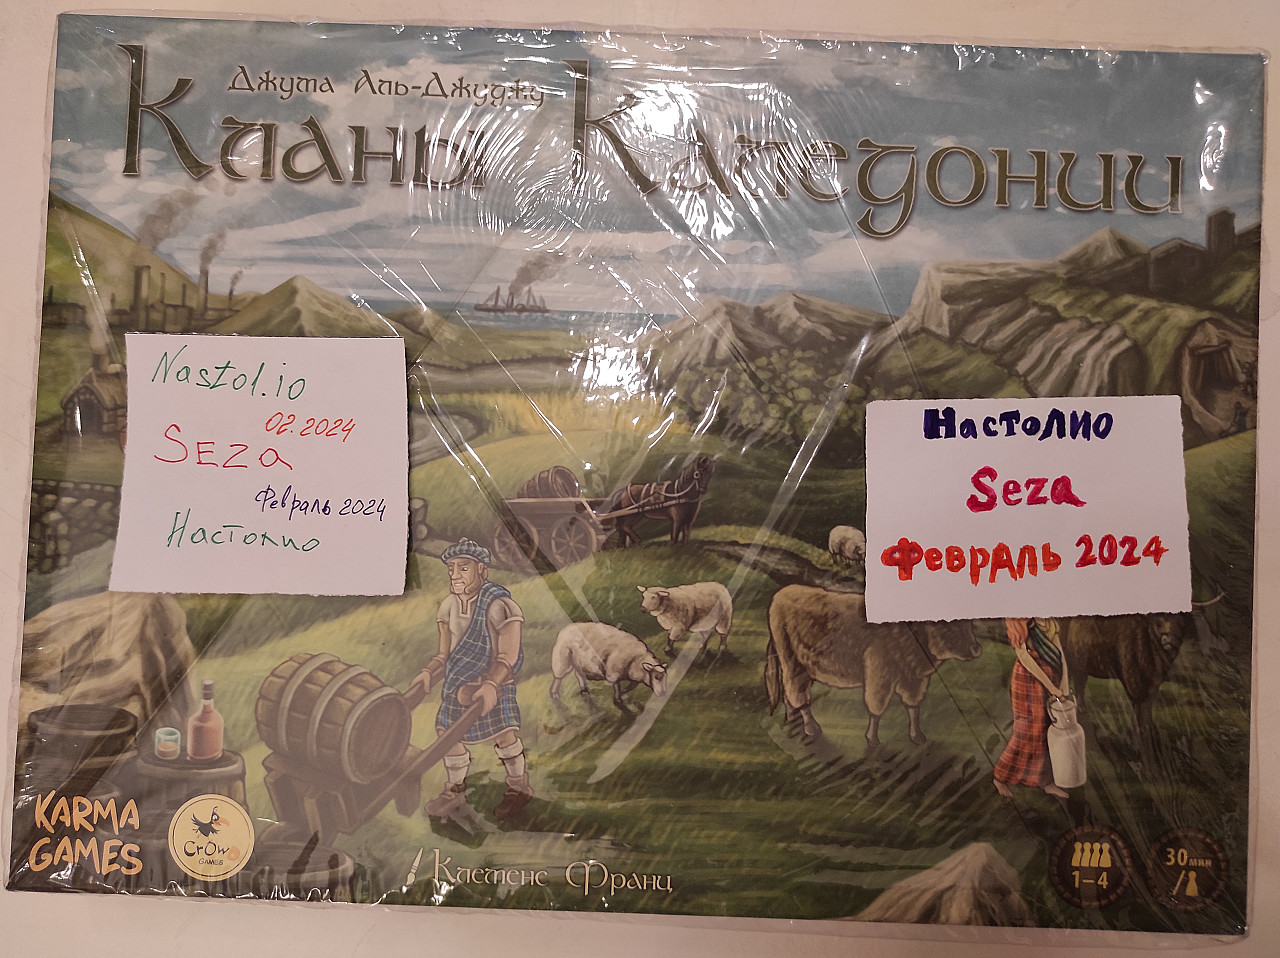 Джума Аль-Джуджу
Кланы Каледонии
Nastol.io
02.2024
Seza
Февраль 2024
Настолио
Настолио
Seza
Февраль 2024
KARMA
GAMES
CrOw
GAMES
Клеменс Франц
1-4
30 мин
/